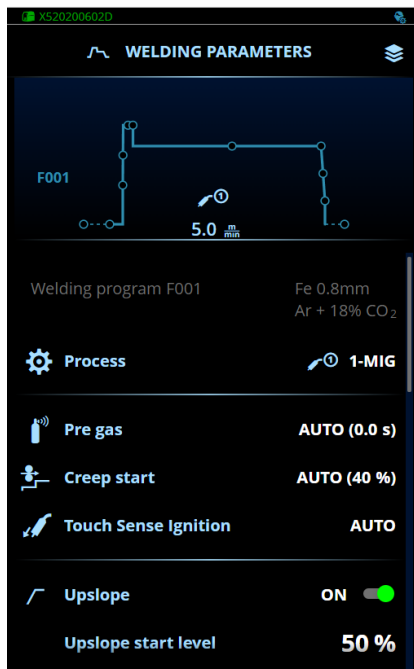 X520200602D
WELDING PARAMETERS
F001
1
5.0 m/min
Welding program F001 Fe 0.8mm
Ar + 18% CO₂
Process 1 1-MIG
Pre gas AUTO (0.0 s)
Creep start AUTO (40 %)
Touch Sense Ignition AUTO
Upslope ON
Upslope start level 50 %